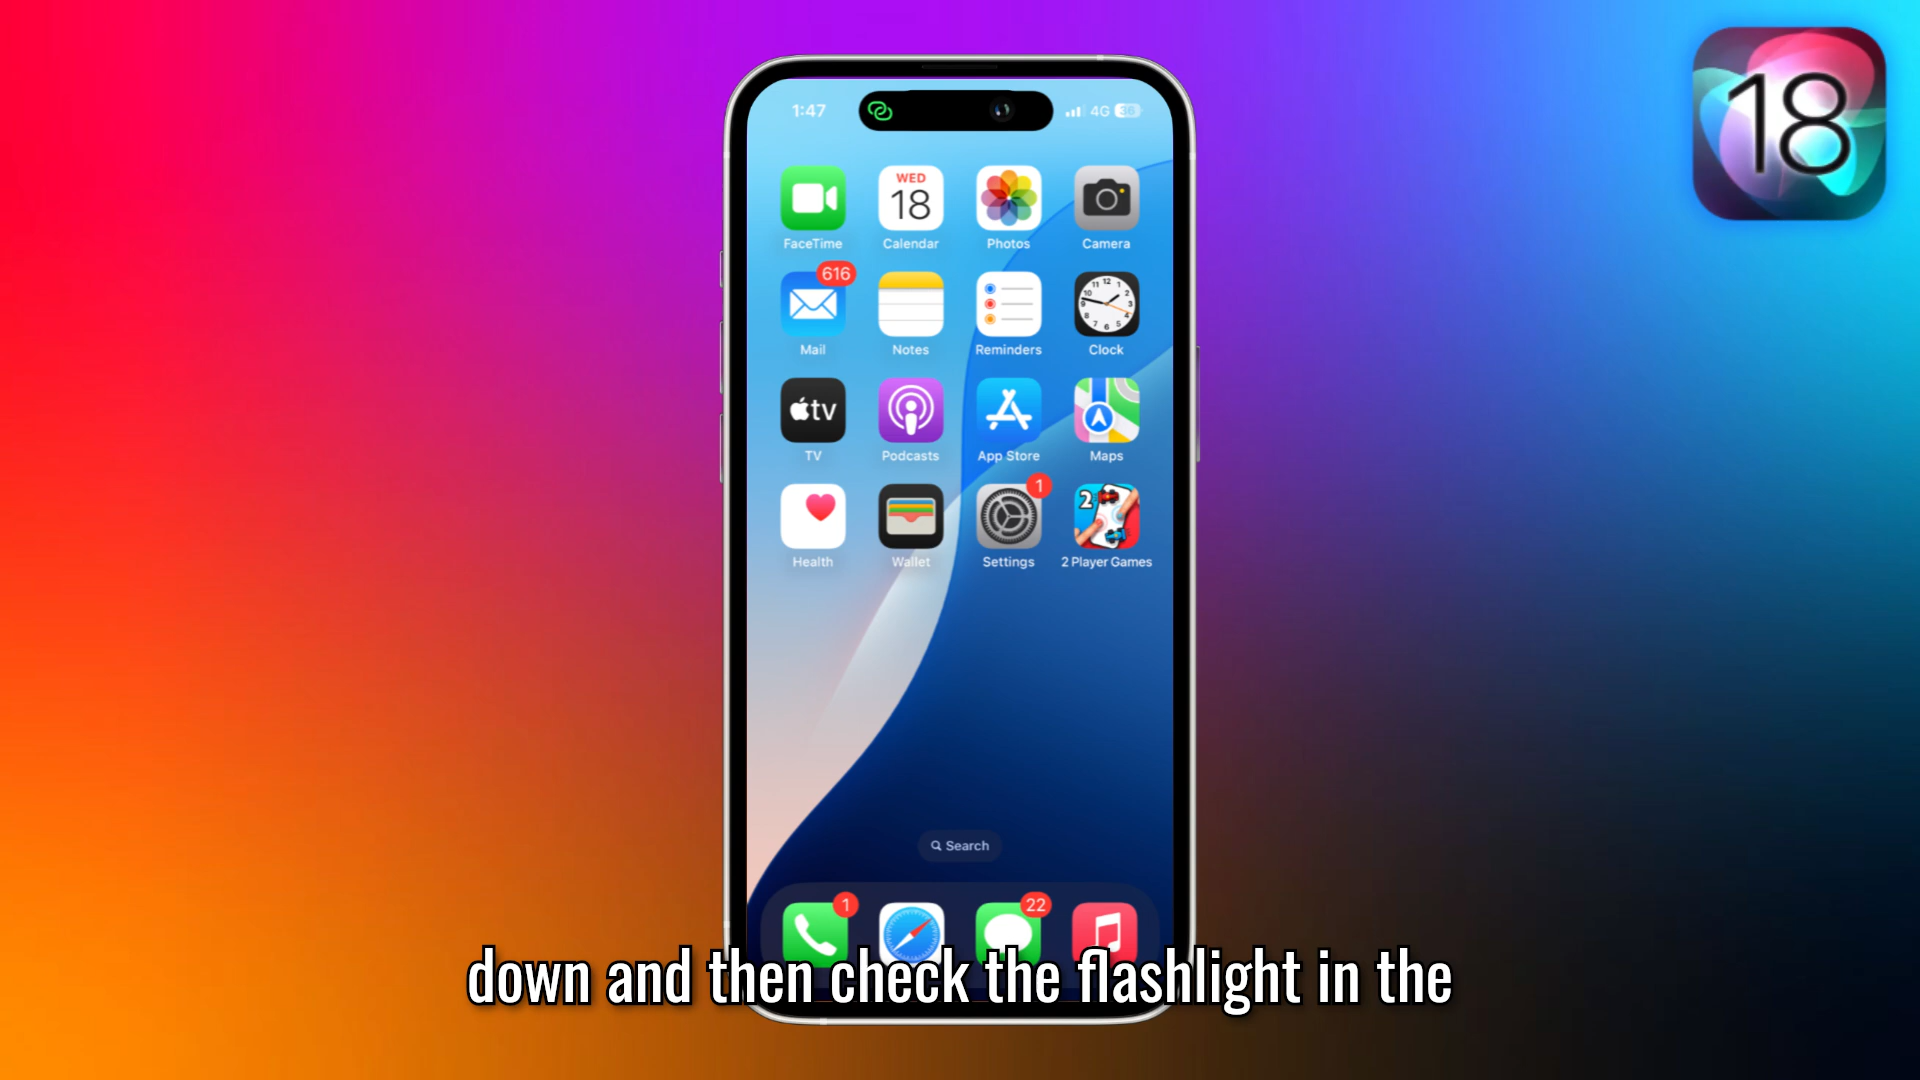 18
1:47
4G 38
WED
18
FaceTime Calendar Photos Camera
616
Mail Notes Reminders Clock
tv
TV Podcasts App Store Maps
1
2
Health Wallet Settings 2 Player Games
Search
1 22
down and then check the flashlight in the